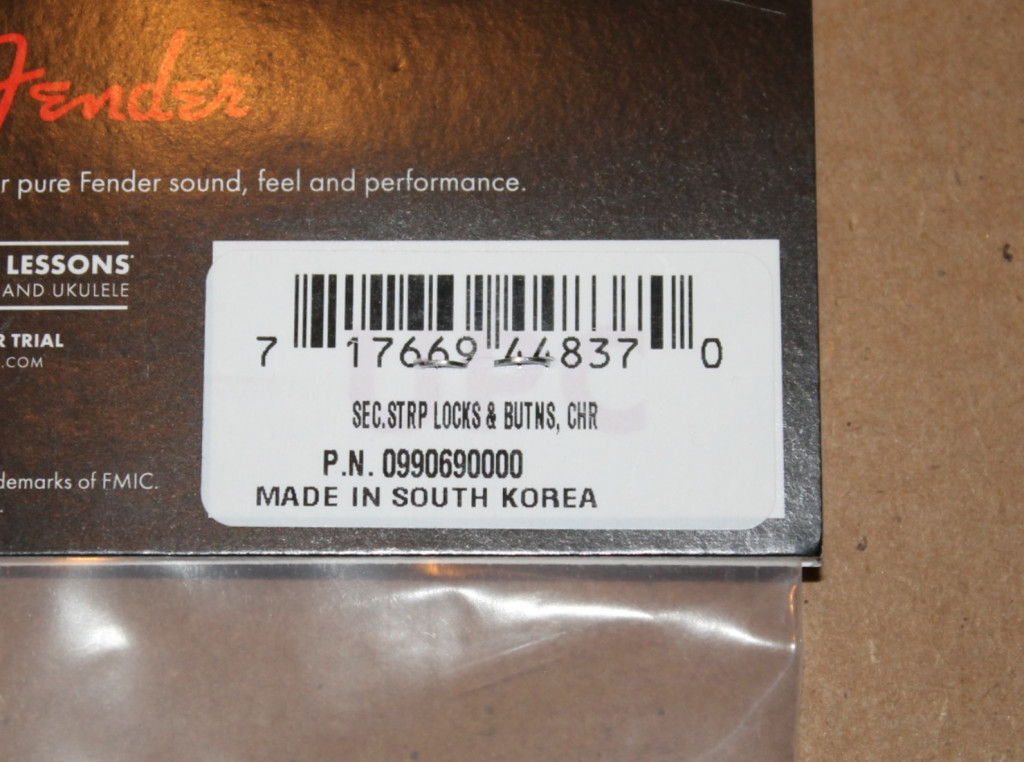 Fender
r pure Fender sound, feel and performance.
LESSONS
AND UKULELE
R TRIAL
.COM
demarks of FMIC.
7 17669 44837 0
SEC.STRP LOCKS & BUTNS, CHR
P.N. 0990690000
MADE IN SOUTH KOREA